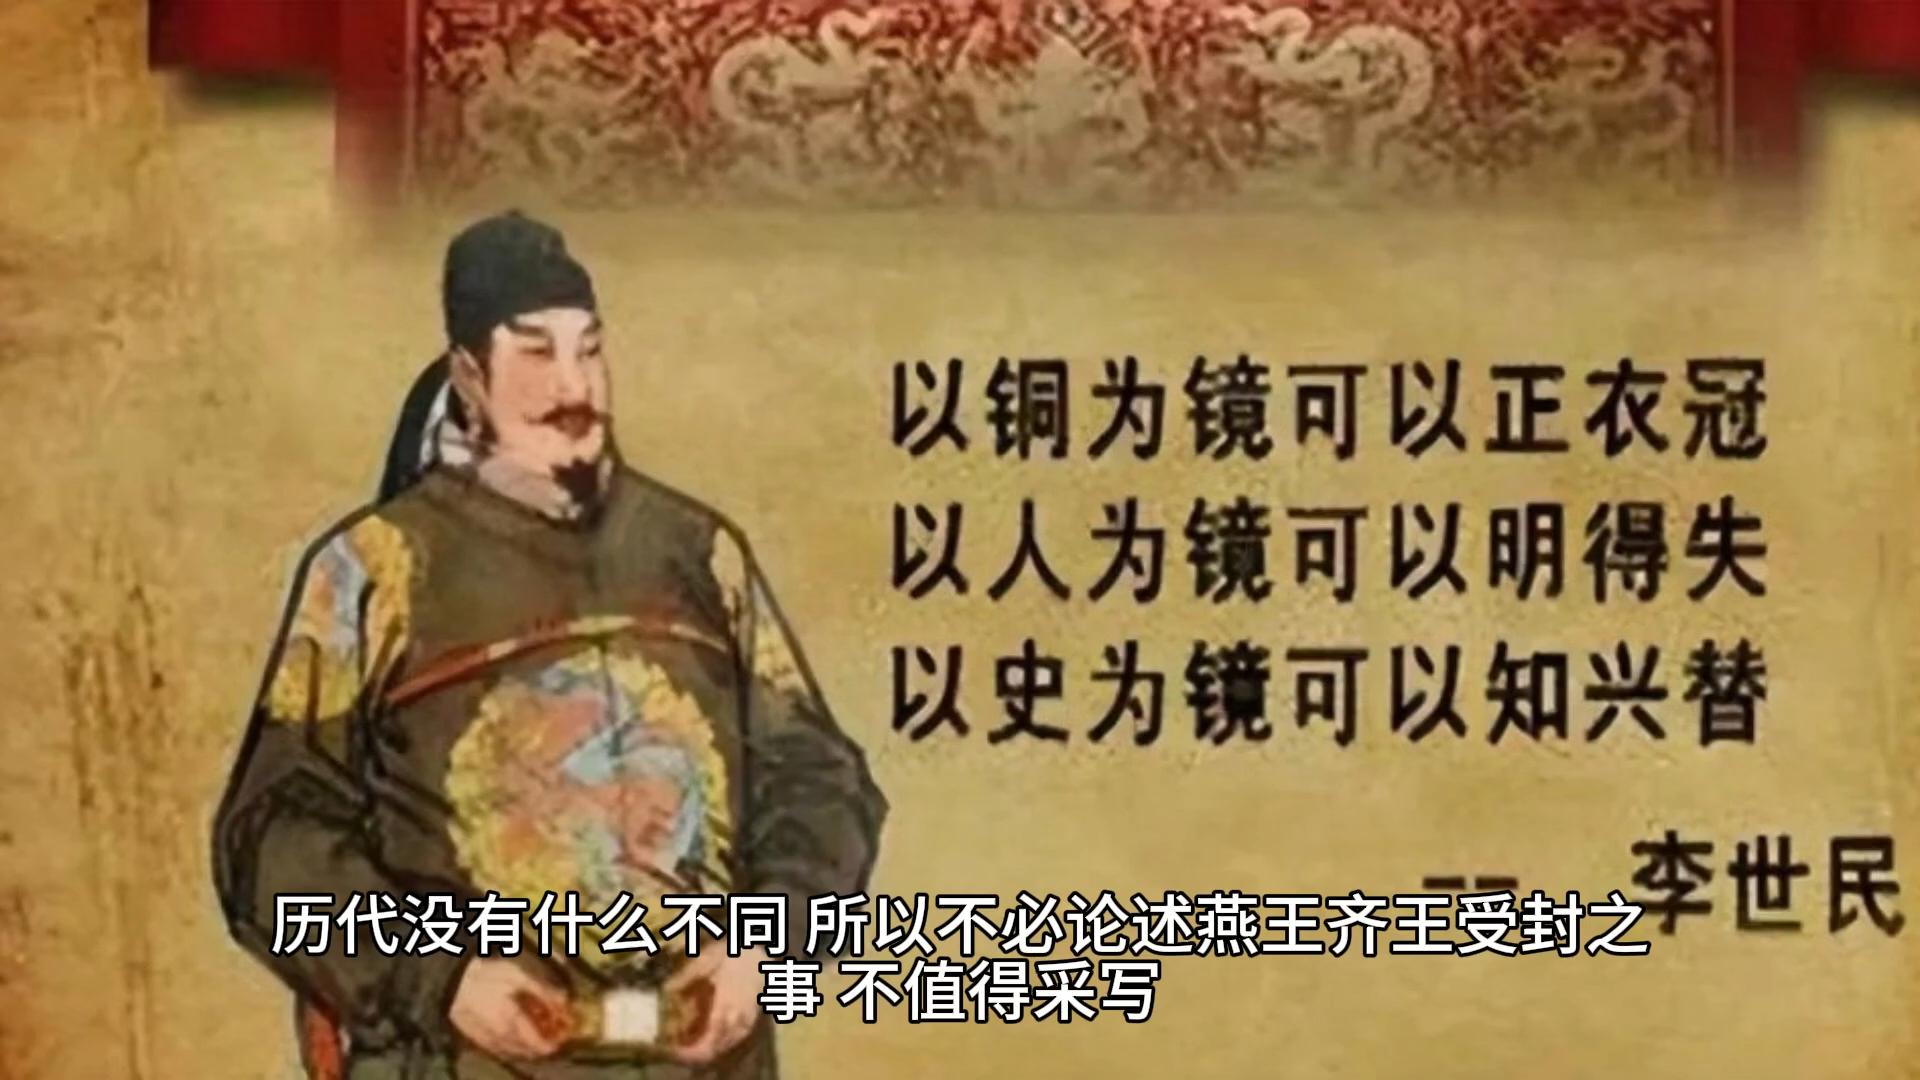 以铜为镜可以正衣冠
以人为镜可以明得失
以史为镜可以知兴替
--- 李世民
历代没有什么不同 所以不必论述燕王齐王受封之
事 不值得采写